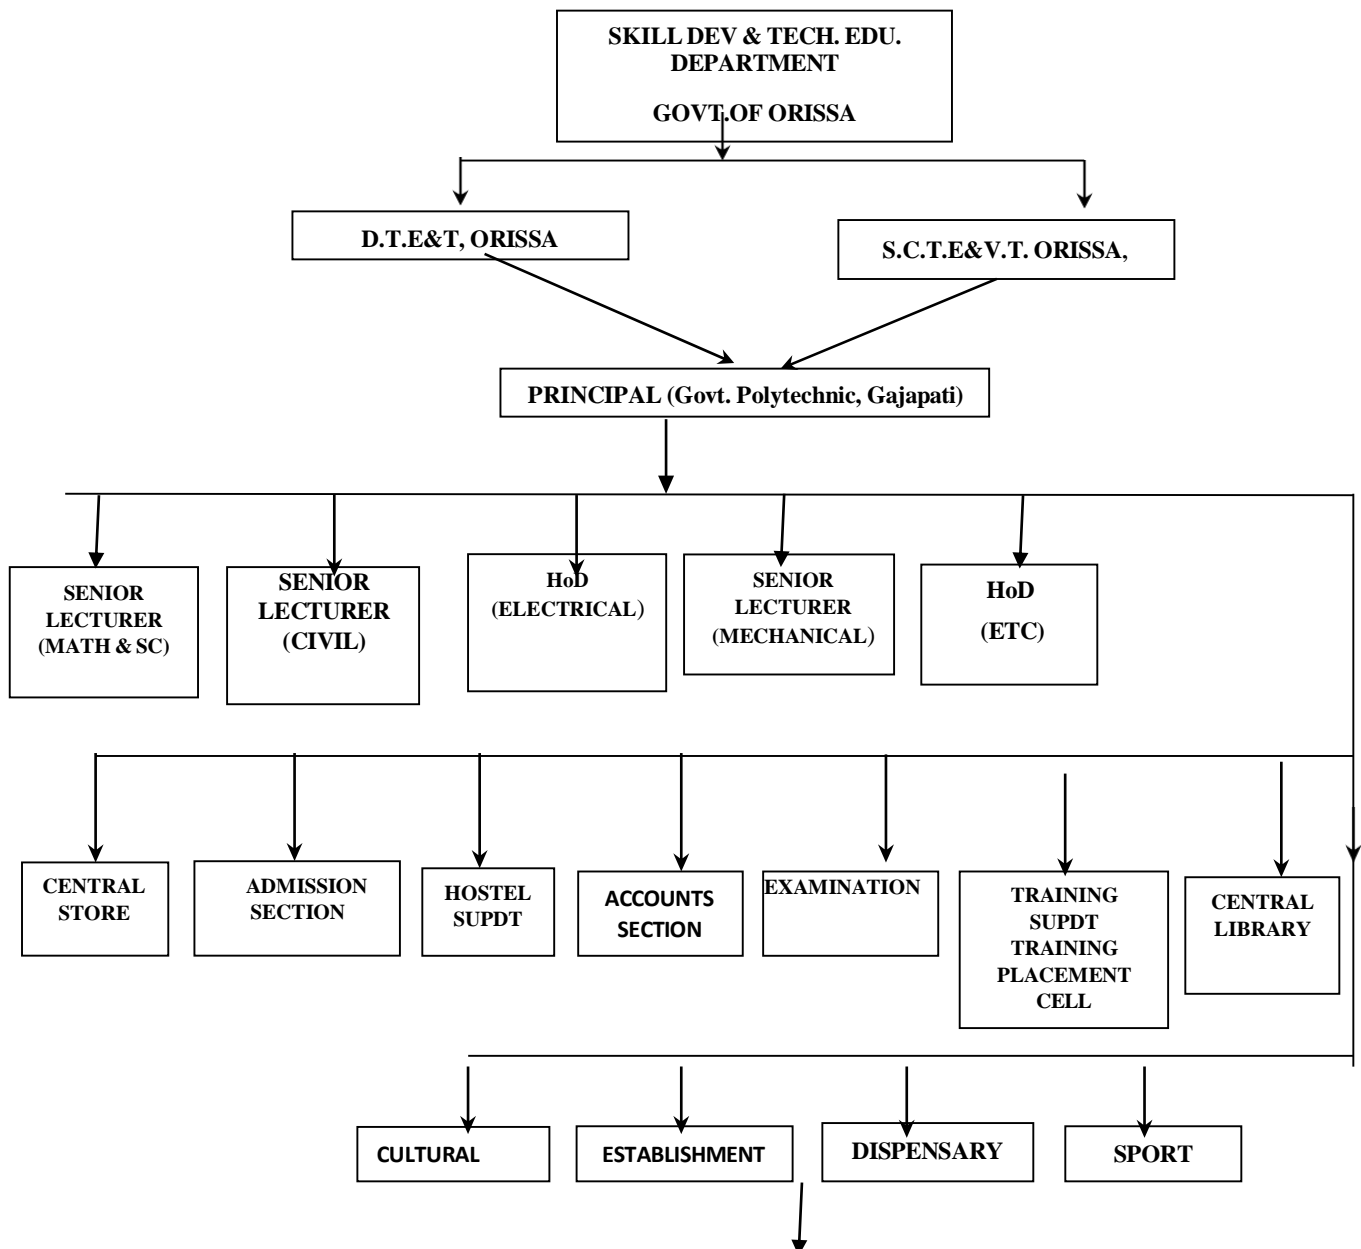 SKILL DEV & TECH. EDU.
DEPARTMENT
GOVT.OF ORISSA
D.T.E&T, ORISSA
S.C.T.E&V.T. ORISSA,
PRINCIPAL (Govt. Polytechnic, Gajapati)
SENIOR
LECTURER
(MATH & SC)
SENIOR
LECTURER
(CIVIL)
HoD
(ELECTRICAL)
SENIOR
LECTURER
(MECHANICAL)
HoD
(ETC)
CENTRAL
STORE
ADMISSION
SECTION
HOSTEL
SUPDT
ACCOUNTS
SECTION
EXAMINATION
TRAINING
SUPDT
TRAINING
PLACEMENT
CELL
CENTRAL
LIBRARY
CULTURAL
ESTABLISHMENT
DISPENSARY
SPORT